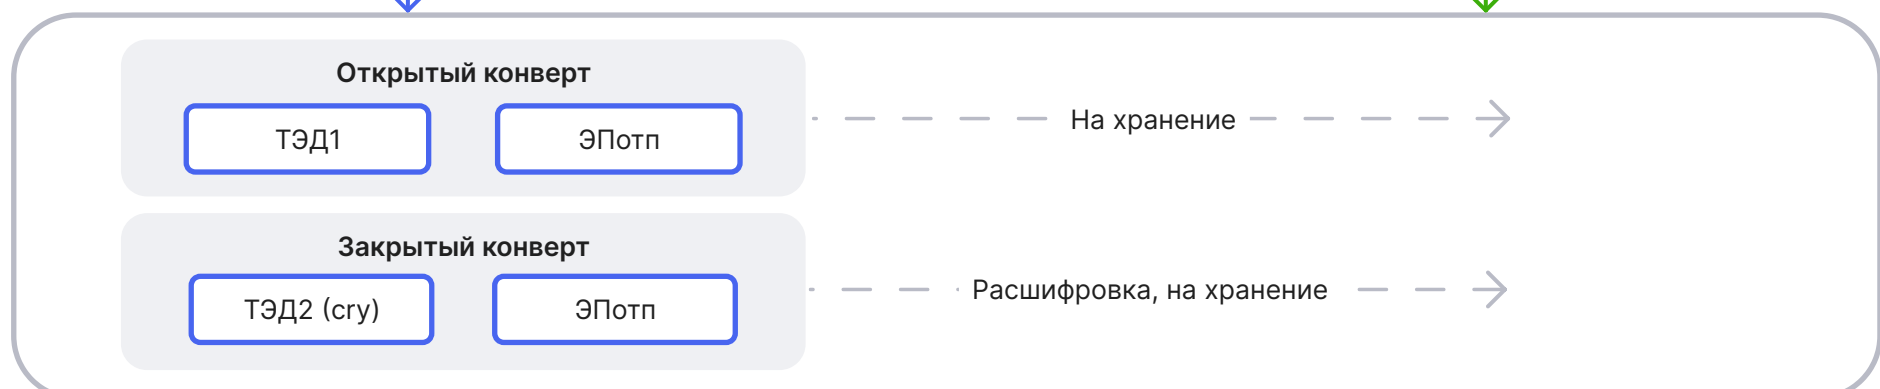 Открытый конверт
ТЭД1
ЭПотп
На хранение
Закрытый конверт
ТЭД2 (cry)
ЭПотп
Расшифровка, на хранение